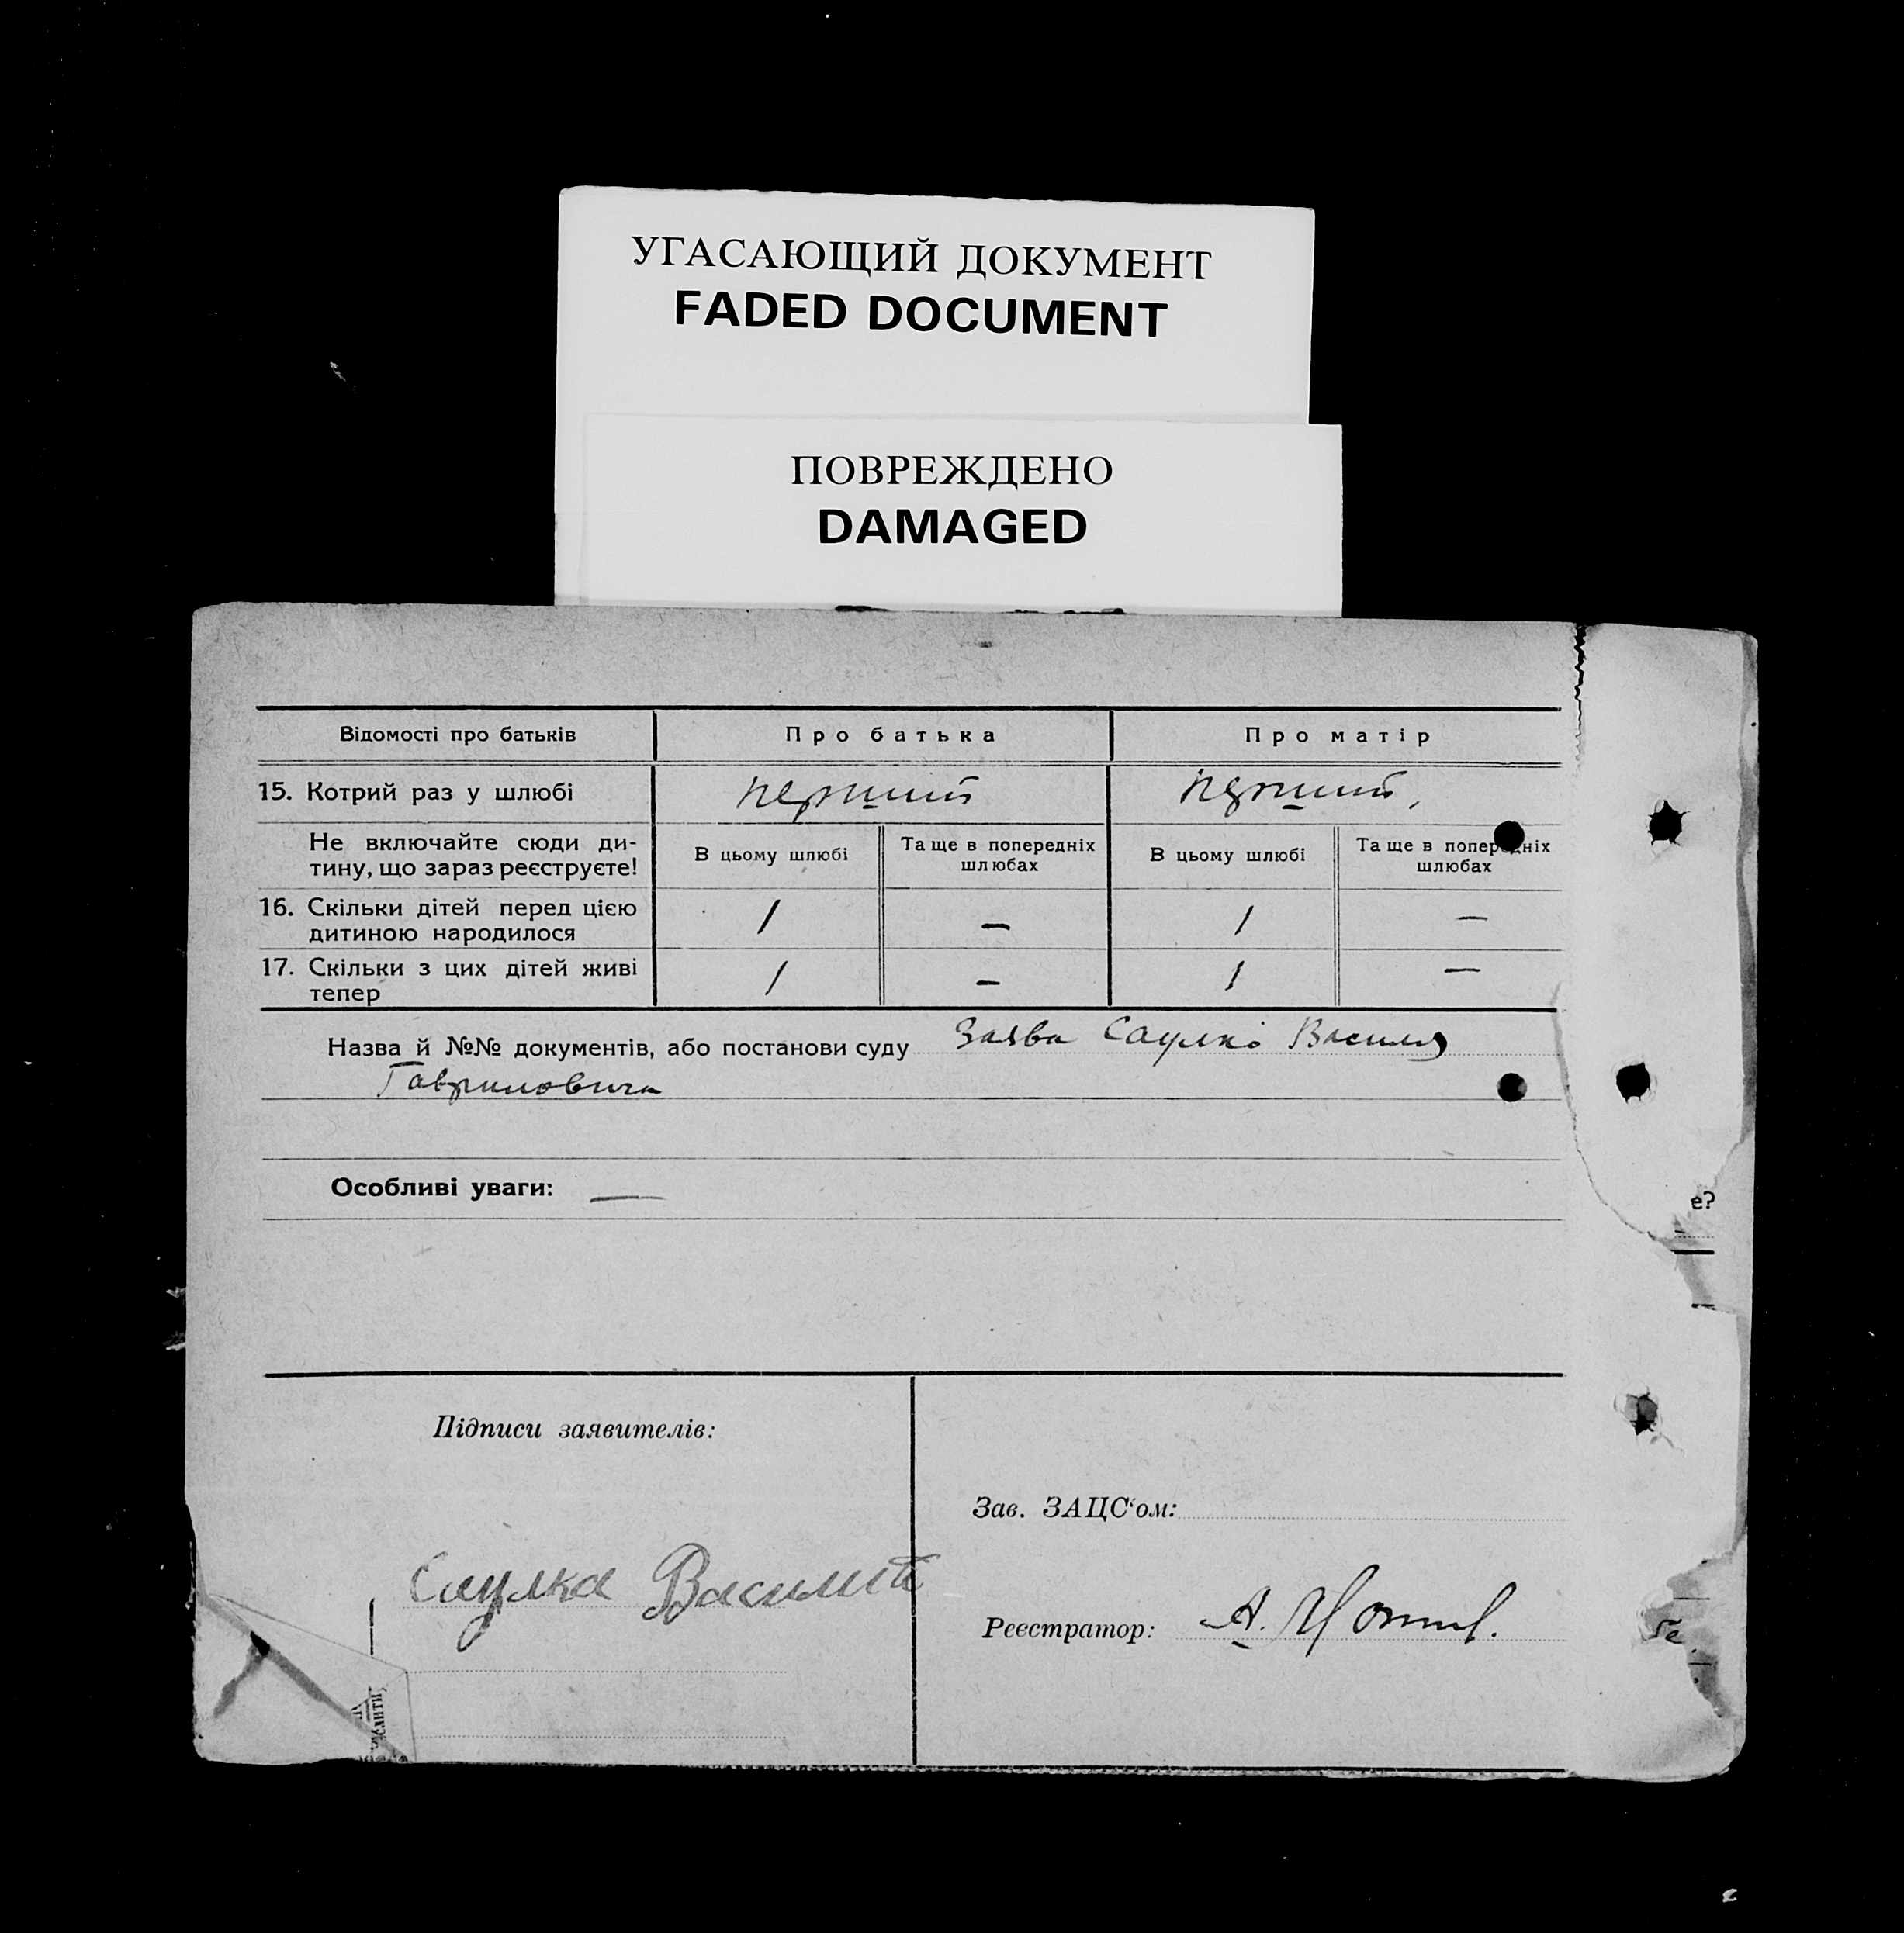 УГАСАЮЩИЙ ДОКУМЕНТ
FADED DOCUMENT
ПОВРЕЖДЕНО
DAMAGED
Відомості про батьків
Про батька
Про матір
15. Котрий раз у шлюбі
перший
перший
Не включайте сюди ди-
тину, що зараз реєструєте!
В цьому шлюбі
Та ще в попередніх
шлюбах
В цьому шлюбі
Та ще в попередніх
шлюбах
16. Скільки дітей перед цією
дитиною народилося
1 — 1 —
17. Скільки з цих дітей живі
тепер
1 — 1 —
Назва й №№ документів, або постанови суду Заява Саулко Василя
Гавриловича
Особливі уваги: —
Підписи заявителів:
Саулка Василий
Зав. ЗАЦС'ом:
Реєстратор: А.
е?